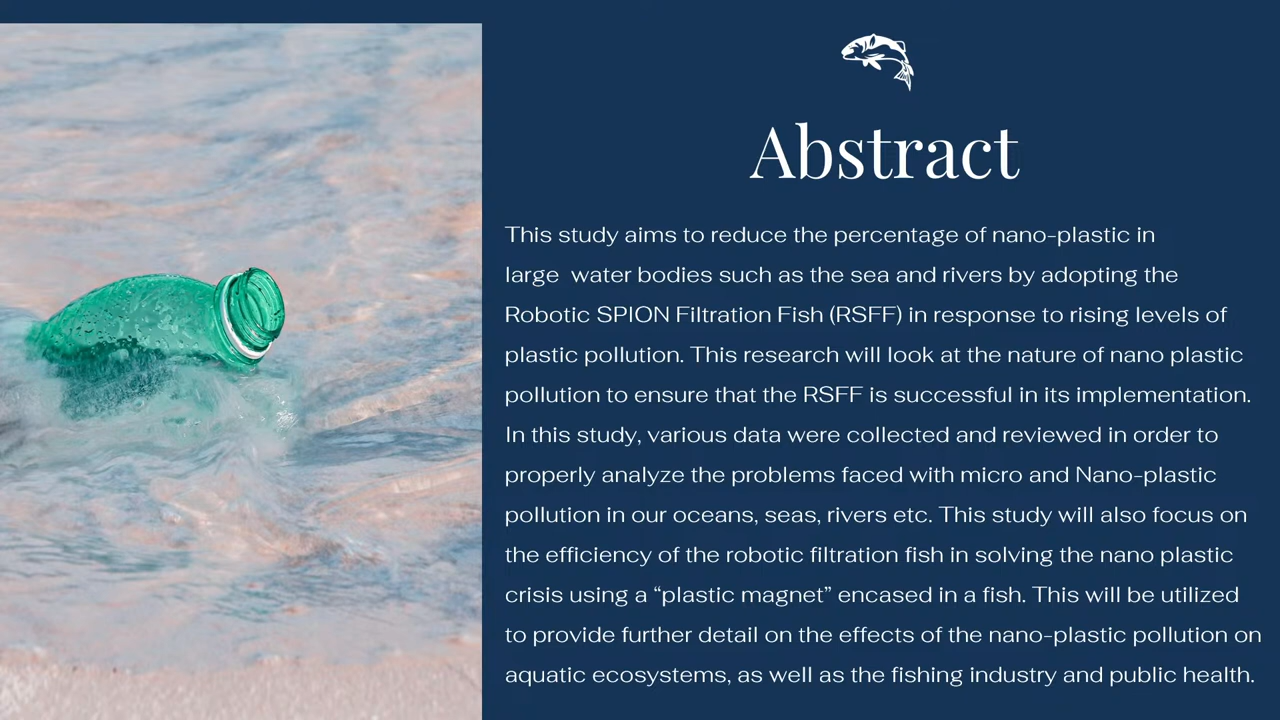 Abstract
This study aims to reduce the percentage of nano-plastic in
large  water bodies such as the sea and rivers by adopting the
Robotic SPION Filtration Fish (RSFF) in response to rising levels of
plastic pollution. This research will look at the nature of nano plastic
pollution to ensure that the RSFF is successful in its implementation.
In this study, various data were collected and reviewed in order to
properly analyze the problems faced with micro and Nano-plastic
pollution in our oceans, seas, rivers etc. This study will also focus on
the efficiency of the robotic filtration fish in solving the nano plastic
crisis using a “plastic magnet” encased in a fish. This will be utilized
to provide further detail on the effects of the nano-plastic pollution on
aquatic ecosystems, as well as the fishing industry and public health.